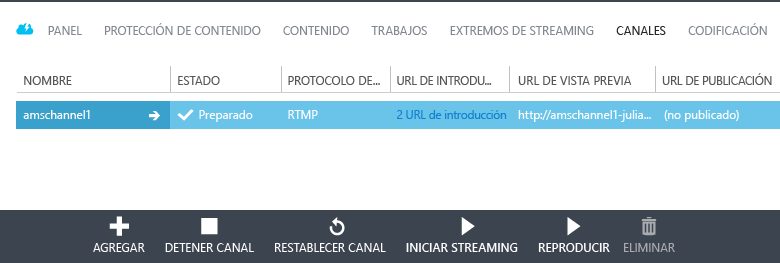 PANEL PROTECCIÓN DE CONTENIDO CONTENIDO TRABAJOS EXTREMOS DE STREAMING CANALES CODIFICACIÓN
NOMBRE ESTADO PROTOCOLO DE... URL DE INTRODU... URL DE VISTA PREVIA URL DE PUBLICACIÓN
amschannel1 Preparado RTMP 2 URL de introducción http://amschannel1-julia... (no publicado)
AGREGAR DETENER CANAL RESTABLECER CANAL INICIAR STREAMING REPRODUCIR ELIMINAR